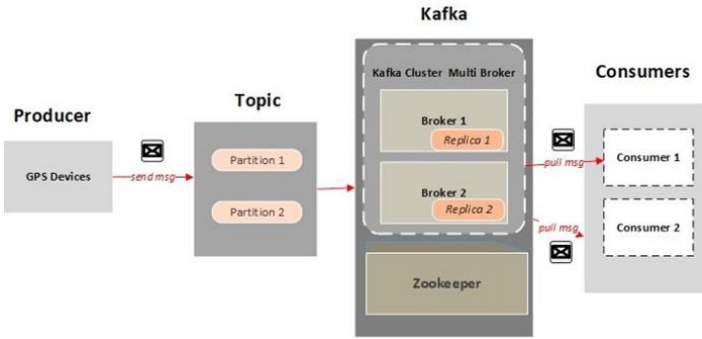 Kafka
Producer
Topic
Consumers
Kafka Cluster Multi Broker
GPS Devices
send msg
Partition 1
Partition 2
Broker 1
Replica 1
Broker 2
Replica 2
Zookeeper
pull msg
pull msg
Consumer 1
Consumer 2